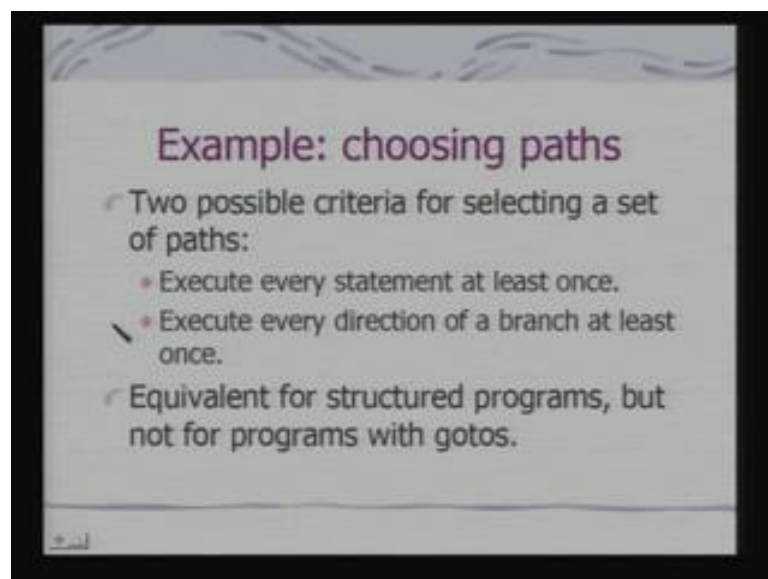 Example: choosing paths
Two possible criteria for selecting a set
of paths:
Execute every statement at least once.
Execute every direction of a branch at least
once.
Equivalent for structured programs, but
not for programs with gotos.